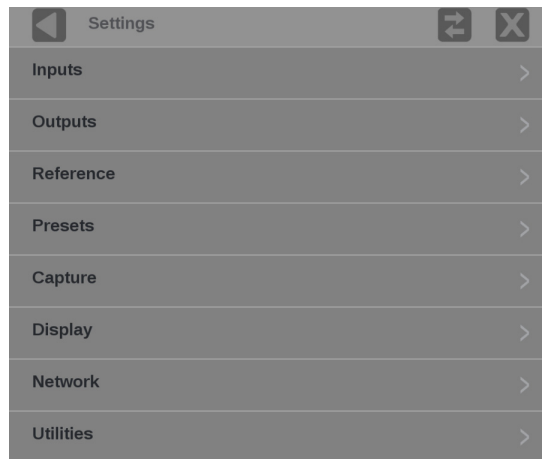 Settings
Inputs
Outputs
Reference
Presets
Capture
Display
Network
Utilities